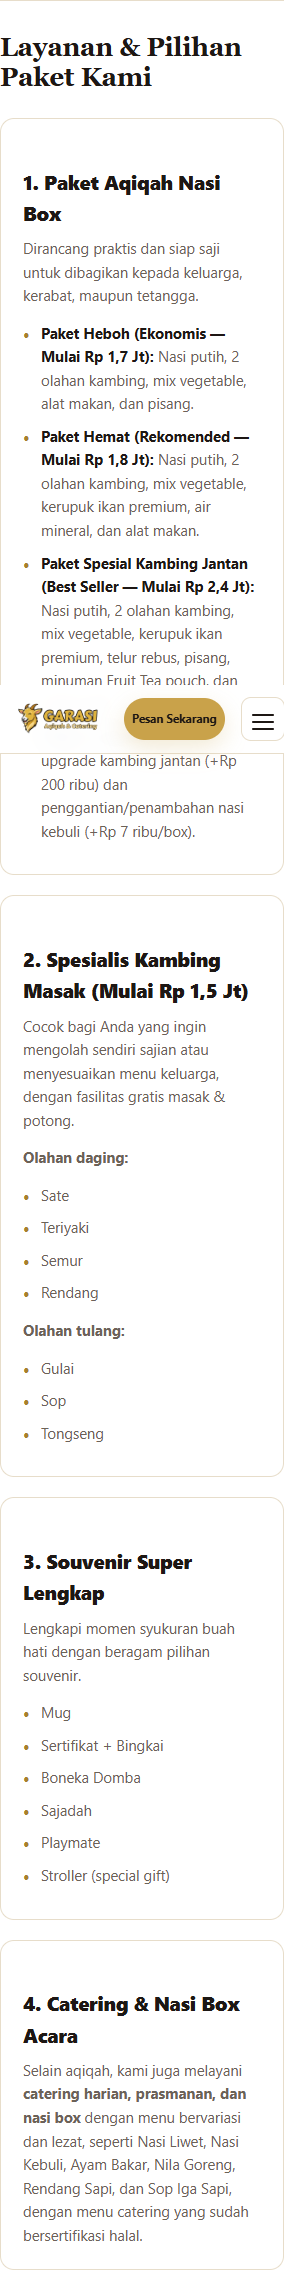 Layanan & Pilihan
Paket Kami
1. Paket Aqiqah Nasi
Box
Dirancang praktis dan siap saji
untuk dibagikan kepada keluarga,
kerabat, maupun tetangga.
• Paket Heboh (Ekonomis —
Mulai Rp 1,7 Jt): Nasi putih, 2
olahan kambing, mix vegetable,
alat makan, dan pisang.
• Paket Hemat (Rekomended —
Mulai Rp 1,8 Jt): Nasi putih, 2
olahan kambing, mix vegetable,
kerupuk ikan premium, air
mineral, dan alat makan.
• Paket Spesial Kambing Jantan
(Best Seller — Mulai Rp 2,4 Jt):
Nasi putih, 2 olahan kambing,
mix vegetable, kerupuk ikan
premium, telur rebus, pisang,
minuman Fruit Tea pouch, dan
GARASI
Aqiqah & Catering
Pesan Sekarang
upgrade kambing jantan (+Rp
200 ribu) dan
penggantian/penambahan nasi
kebuli (+Rp 7 ribu/box).
2. Spesialis Kambing
Masak (Mulai Rp 1,5 Jt)
Cocok bagi Anda yang ingin
mengolah sendiri sajian atau
menyesuaikan menu keluarga,
dengan fasilitas gratis masak &
potong.
Olahan daging:
• Sate
• Teriyaki
• Semur
• Rendang
Olahan tulang:
• Gulai
• Sop
• Tongseng
3. Souvenir Super
Lengkap
Lengkapi momen syukuran buah
hati dengan beragam pilihan
souvenir.
• Mug
• Sertifikat + Bingkai
• Boneka Domba
• Sajadah
• Playmate
• Stroller (special gift)
4. Catering & Nasi Box
Acara
Selain aqiqah, kami juga melayani
catering harian, prasmanan, dan
nasi box dengan menu bervariasi
dan lezat, seperti Nasi Liwet, Nasi
Kebuli, Ayam Bakar, Nila Goreng,
Rendang Sapi, dan Sop Iga Sapi,
dengan menu catering yang sudah
bersertifikasi halal.